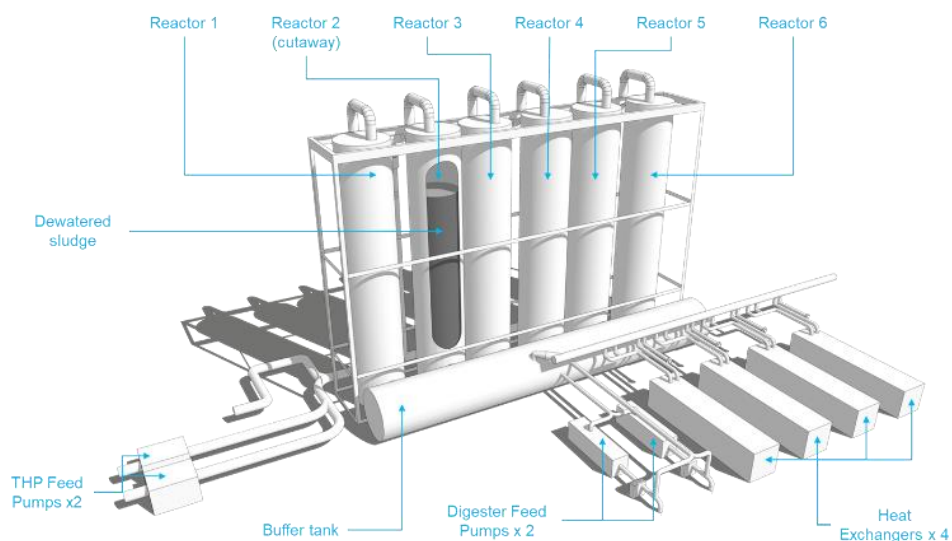 Reactor 1
Reactor 2
(cutaway)
Reactor 3
Reactor 4
Reactor 5
Reactor 6
Dewatered
sludge
THP Feed
Pumps x2
Buffer tank
Digester Feed
Pumps x 2
Heat
Exchangers x 4